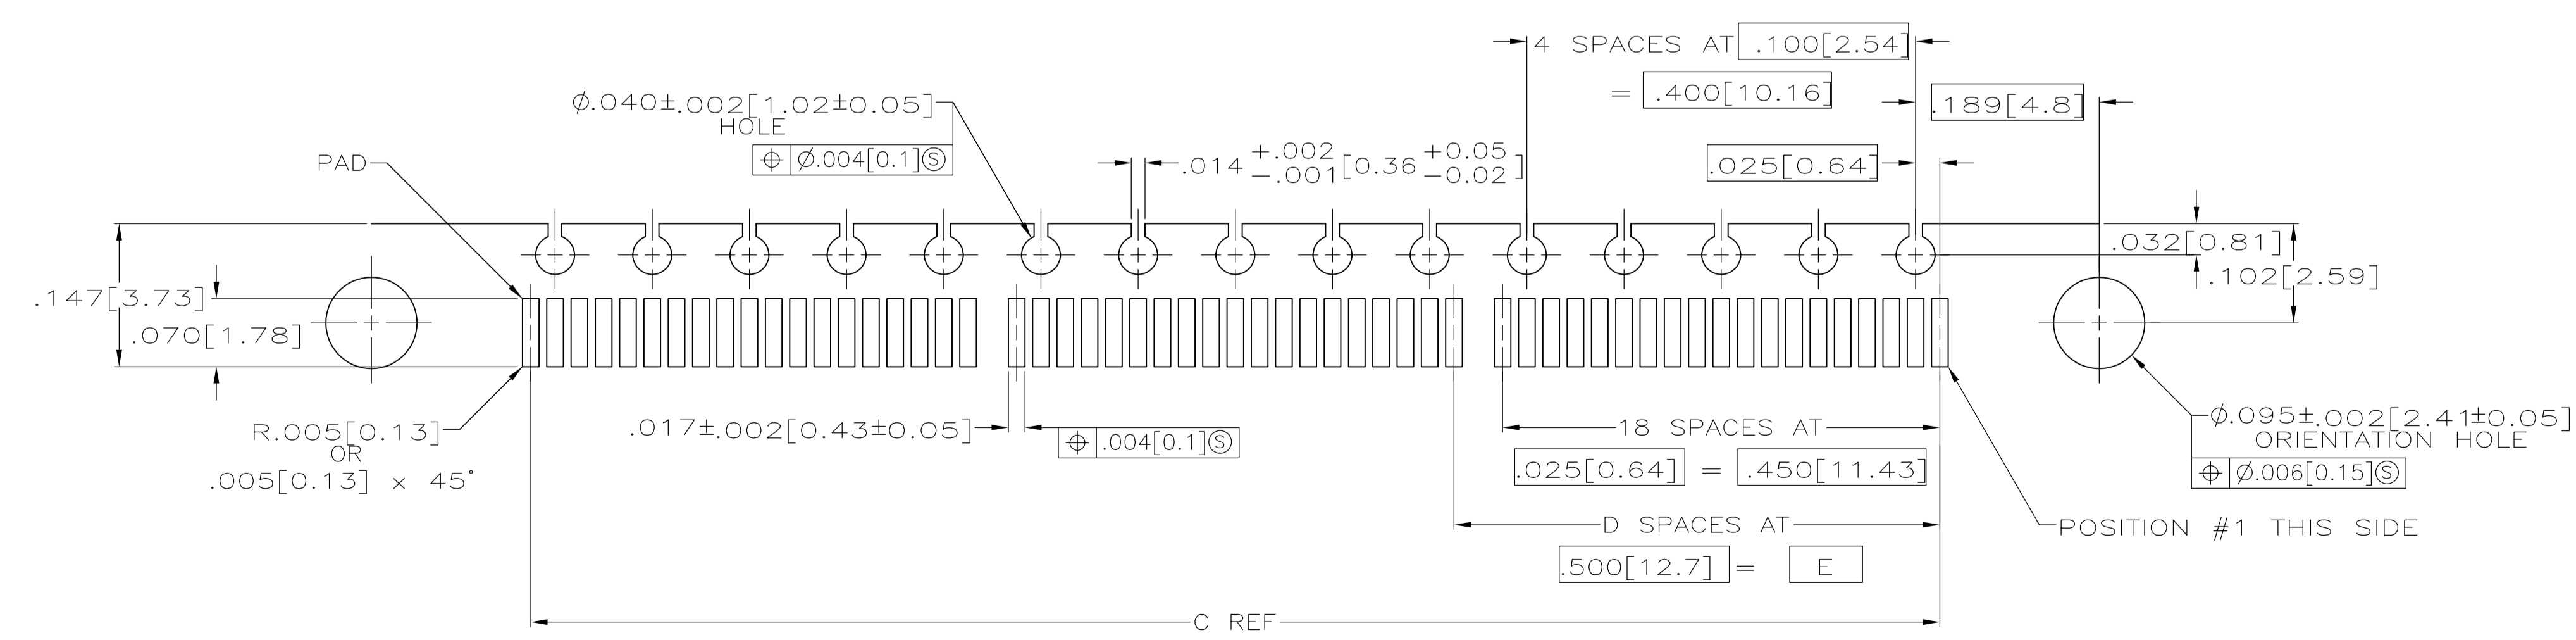 4 SPACES AT .100[2.54]
= .400[10.16]
.189[4.8]
Ø.040±.002[1.02±0.05]
HOLE
⌖ Ø.004[0.1]Ⓢ
PAD
.014 +.002 -.001 [0.36 +0.05 -0.02]
.025[0.64]
.032[0.81]
.102[2.59]
.147[3.73]
.070[1.78]
R.005[0.13]
OR
.005[0.13] × 45°
.017±.002[0.43±0.05]
⌖ .004[0.1]Ⓢ
18 SPACES AT
.025[0.64] = .450[11.43]
D SPACES AT
.500[12.7] = E
C REF
Ø.095±.002[2.41±0.05]
ORIENTATION HOLE
⌖ Ø.006[0.15]Ⓢ
POSITION #1 THIS SIDE